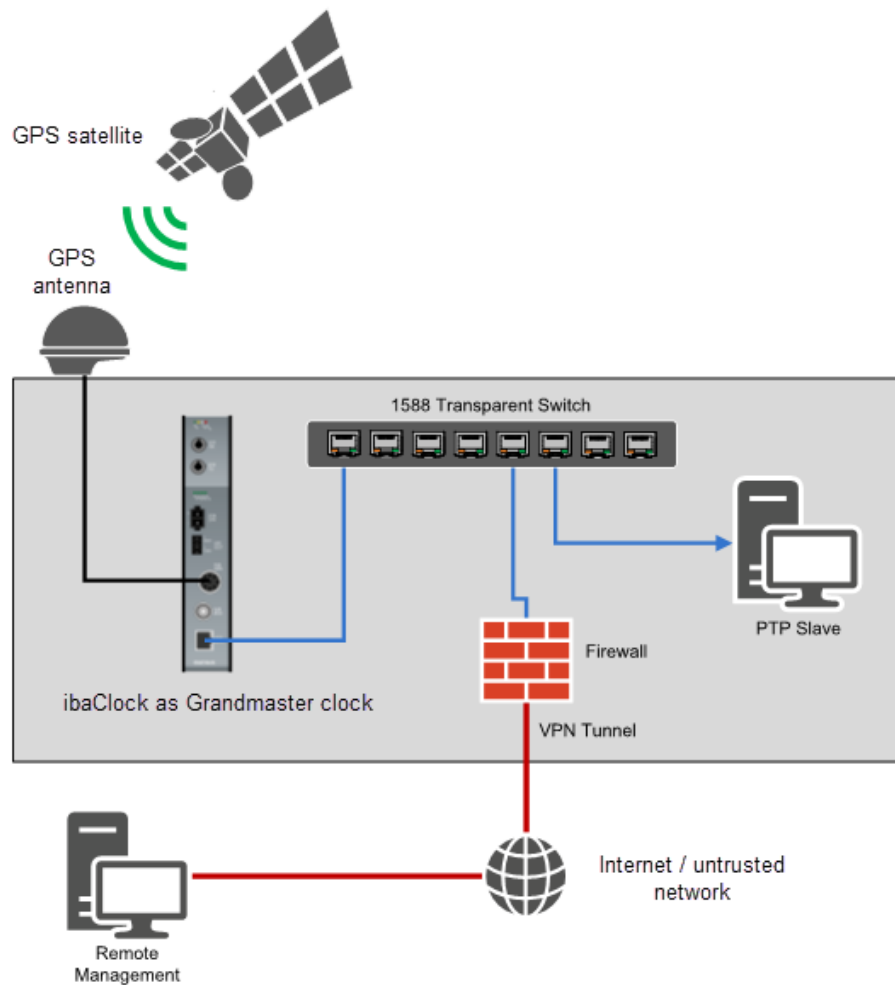 GPS satellite
GPS
antenna
1588 Transparent Switch
PTP Slave
Firewall
ibaClock as Grandmaster clock
VPN Tunnel
Internet / untrusted
network
Remote
Management